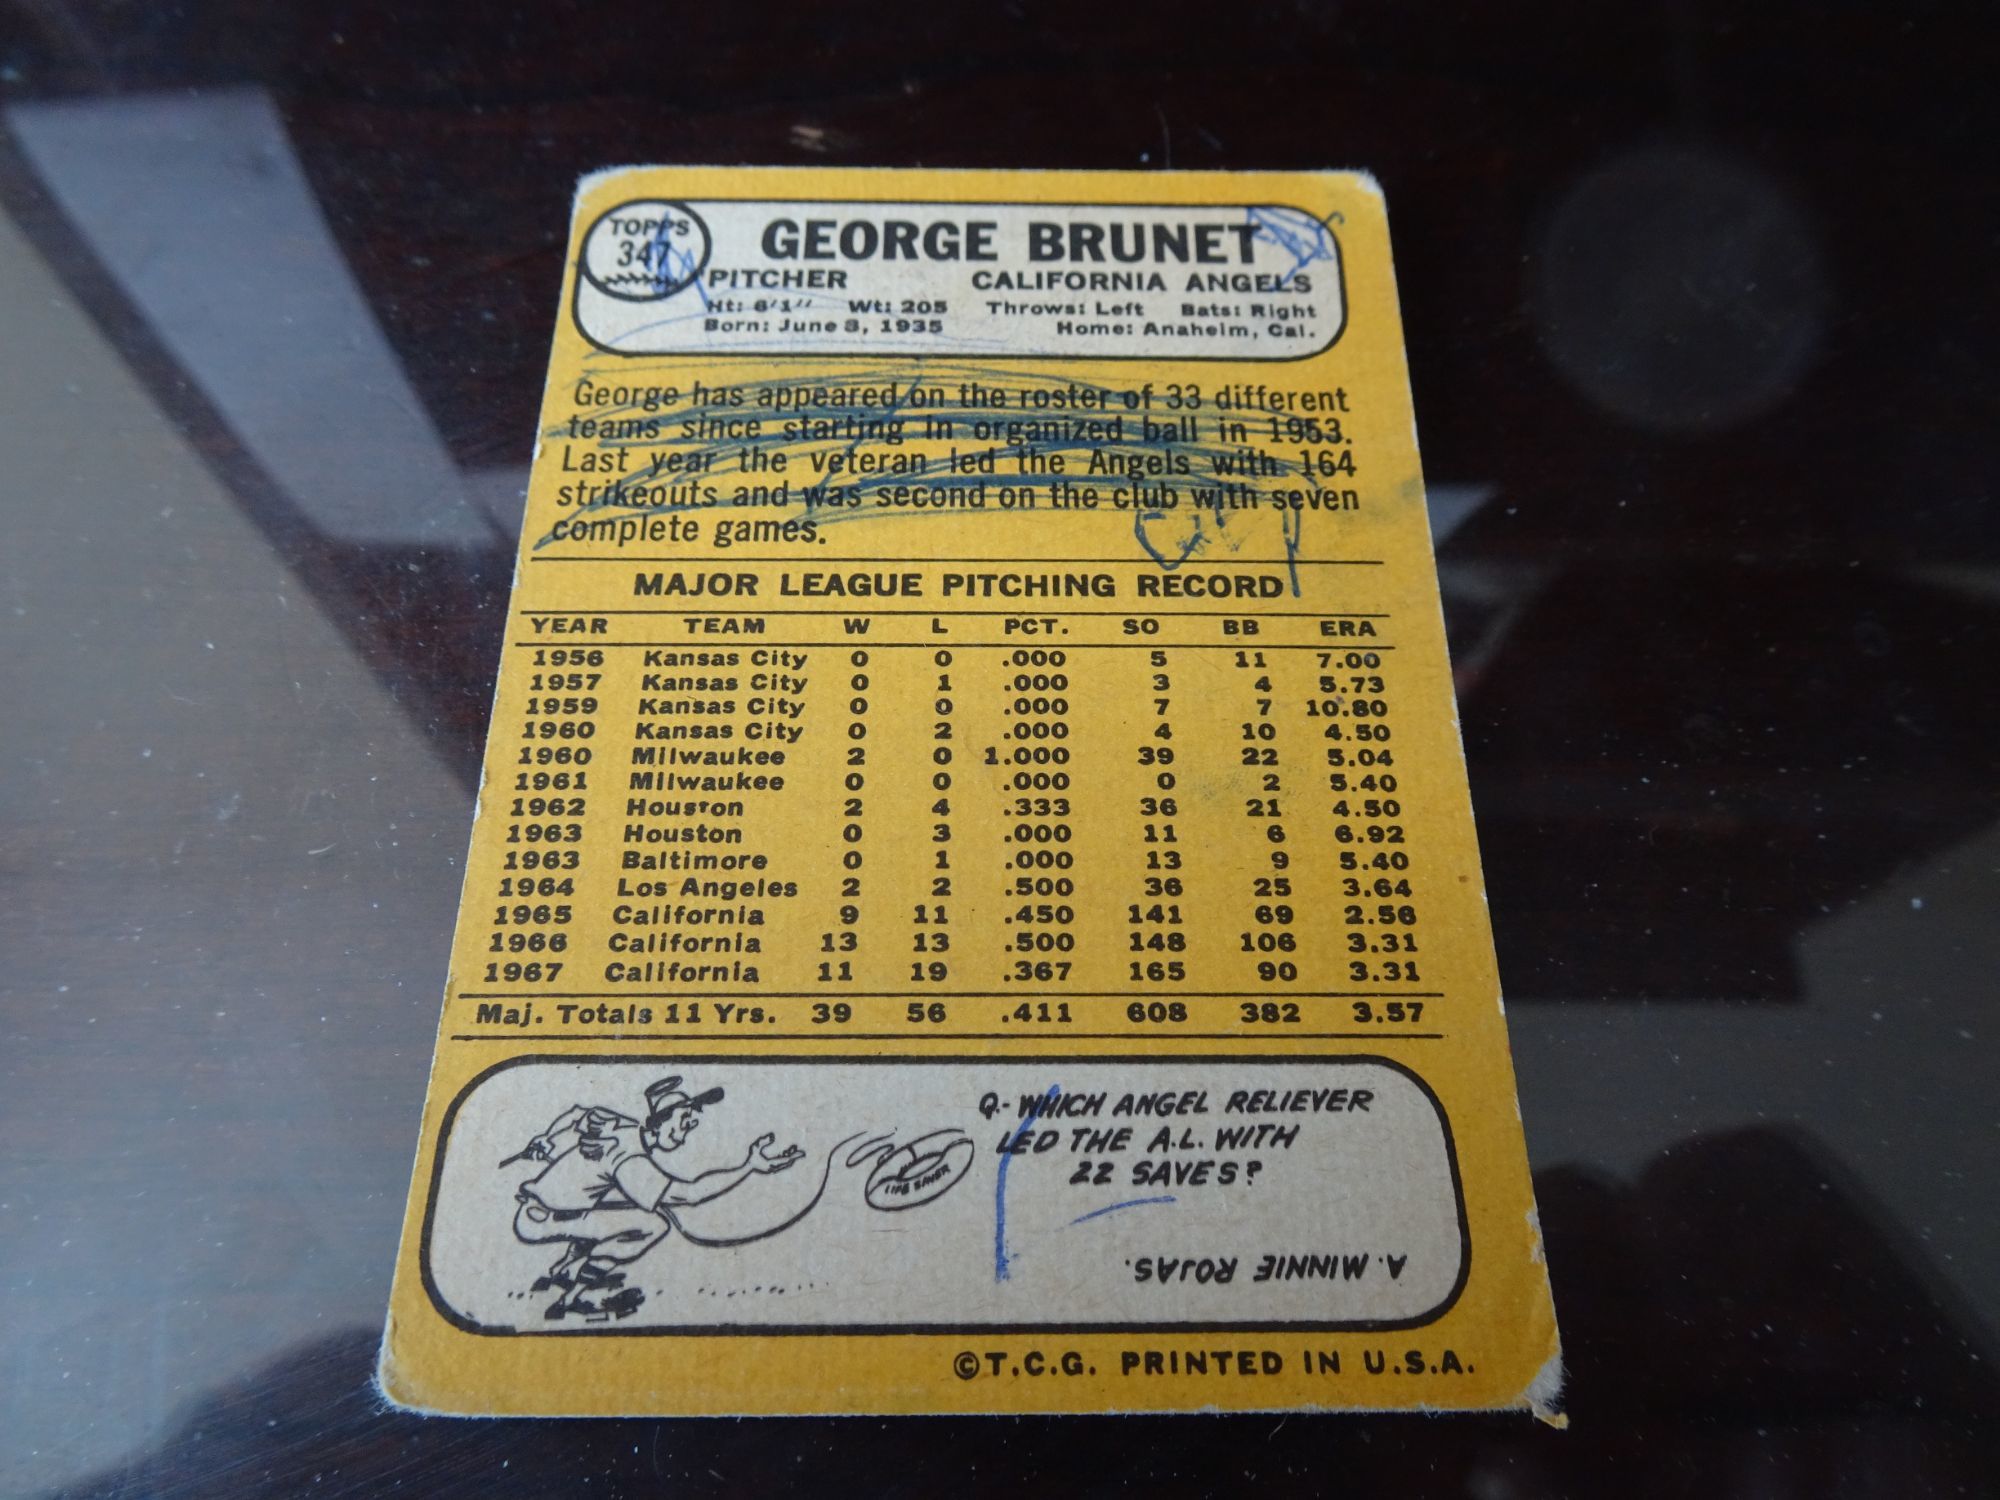 TOPPS
347
GEORGE BRUNET
PITCHER CALIFORNIA ANGELS
Ht: 6'1" Wt: 205 Throws: Left Bats: Right
Born: June 8, 1935 Home: Anaheim, Cal.
George has appeared on the roster of 33 different
teams since starting in organized ball in 1953.
Last year the veteran led the Angels with 164
strikeouts and was second on the club with seven
complete games.
MAJOR LEAGUE PITCHING RECORD
YEAR TEAM W L PCT. SO BB ERA
1956 Kansas City 0 0 .000 5 11 7.00
1957 Kansas City 0 1 .000 3 4 5.73
1959 Kansas City 0 0 .000 7 7 10.80
1960 Kansas City 0 2 .000 4 10 4.50
1960 Milwaukee 2 0 1.000 39 22 5.04
1961 Milwaukee 0 0 .000 0 2 5.40
1962 Houston 2 4 .333 36 21 4.50
1963 Houston 0 3 .000 11 6 6.92
1963 Baltimore 0 1 .000 13 9 5.40
1964 Los Angeles 2 2 .500 36 25 3.64
1965 California 9 11 .450 141 69 2.56
1966 California 13 13 .500 148 106 3.31
1967 California 11 19 .367 165 90 3.31
Maj. Totals 11 Yrs. 39 56 .411 608 382 3.57
Q.- WHICH ANGEL RELIEVER
LED THE A.L. WITH
22 SAVES?
LIFE SAVER
A. MINNIE ROJAS.
©T.C.G. PRINTED IN U.S.A.